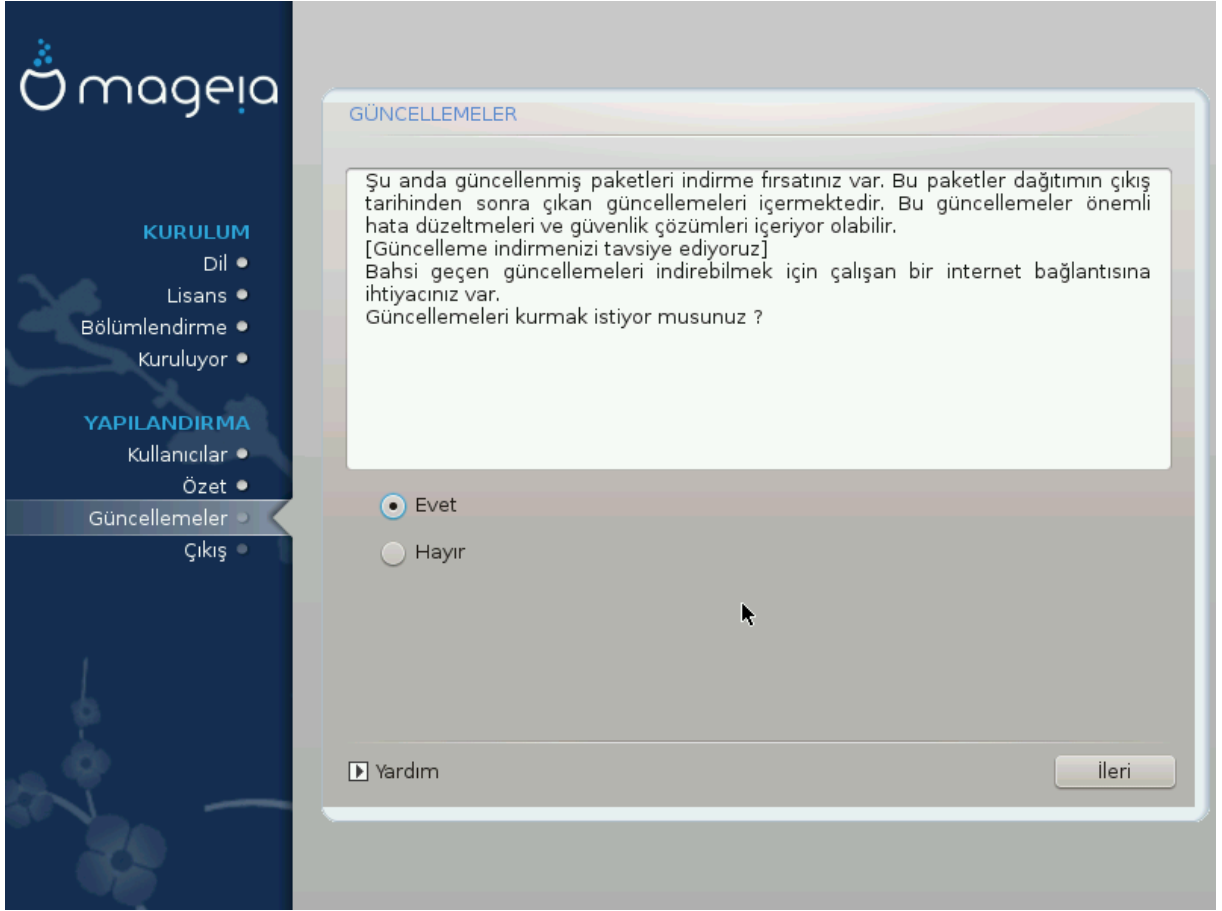 mageia
KURULUM
Dil
Lisans
Bölümlendirme
Kuruluyor
YAPILANDIRMA
Kullanıcılar
Özet
Güncellemeler
Çıkış
GÜNCELLEMELER
Şu anda güncellenmiş paketleri indirme fırsatınız var. Bu paketler dağıtımın çıkış
tarihinden sonra çıkan güncellemeleri içermektedir. Bu güncellemeler önemli
hata düzeltmeleri ve güvenlik çözümleri içeriyor olabilir.
[Güncelleme indirmenizi tavsiye ediyoruz]
Bahsi geçen güncellemeleri indirebilmek için çalışan bir internet bağlantısına
ihtiyacınız var.
Güncellemeleri kurmak istiyor musunuz ?
Evet
Hayır
Yardım
İleri